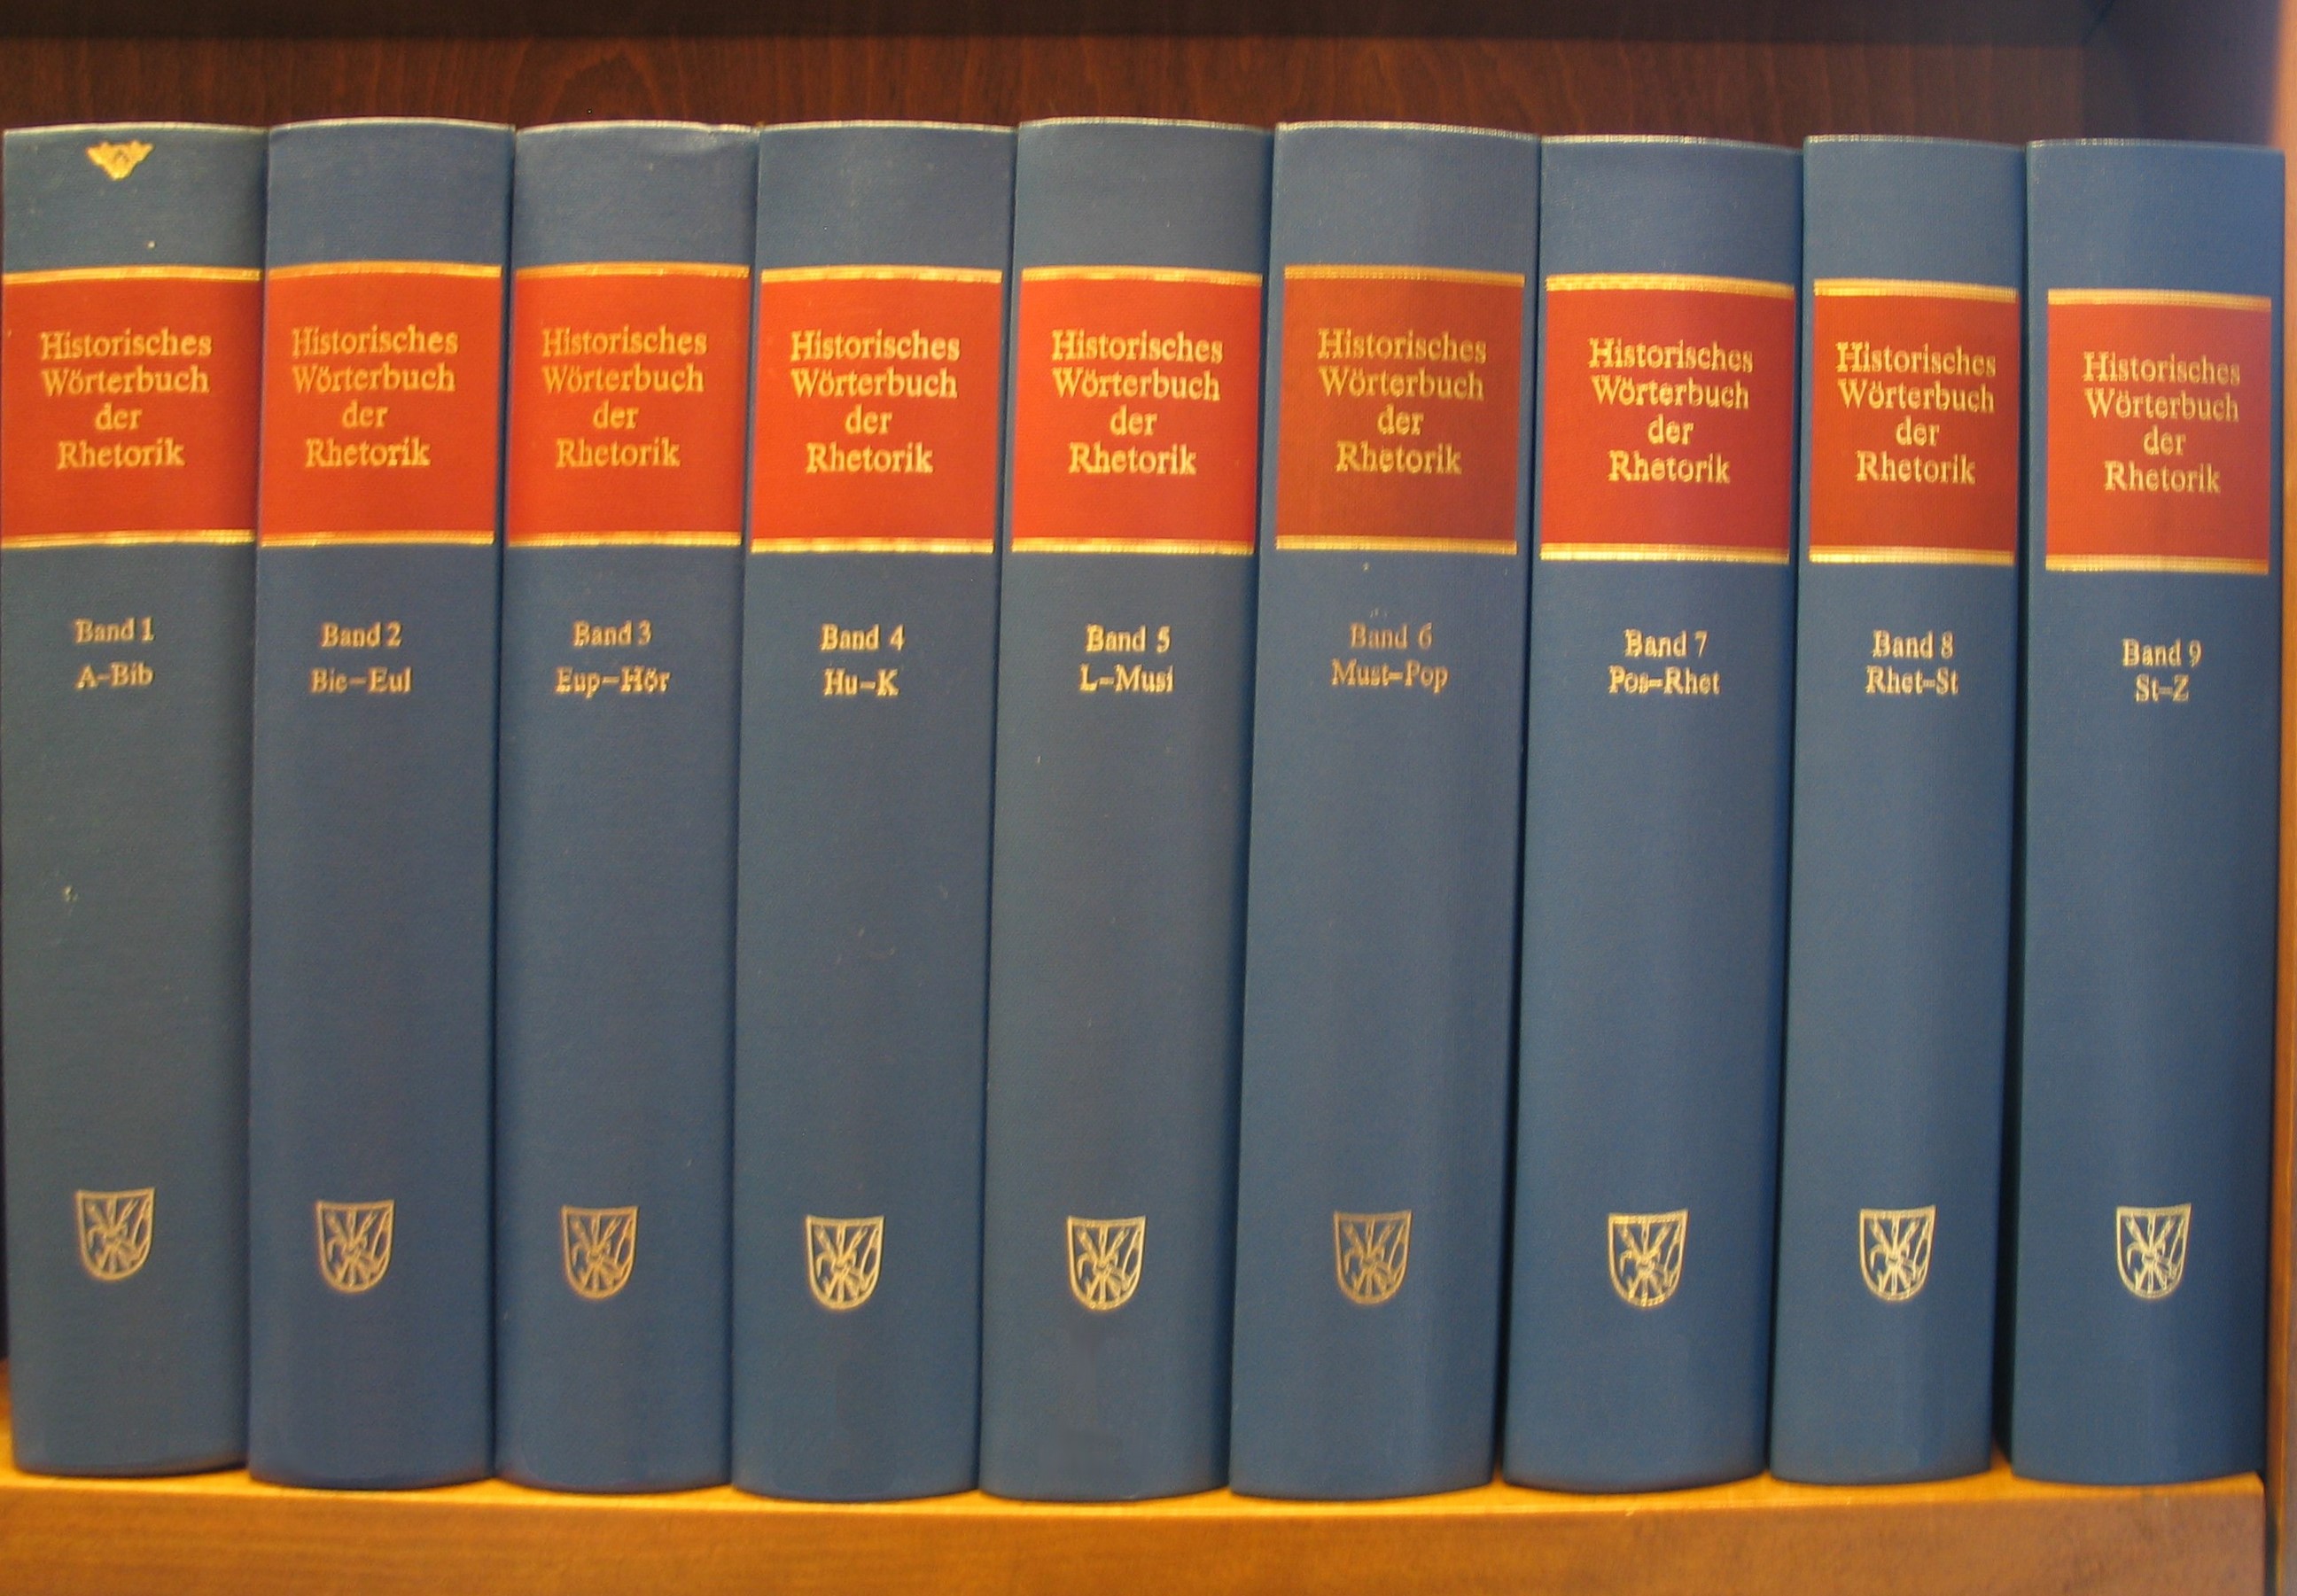 Historisches
Wörterbuch
der
Rhetorik
Band 1
A–Bib
Historisches
Wörterbuch
der
Rhetorik
Band 2
Bie–Eul
Historisches
Wörterbuch
der
Rhetorik
Band 3
Eup–Hör
Historisches
Wörterbuch
der
Rhetorik
Band 4
Hu–K
Historisches
Wörterbuch
der
Rhetorik
Band 5
L–Musi
Historisches
Wörterbuch
der
Rhetorik
Band 6
Must–Pop
Historisches
Wörterbuch
der
Rhetorik
Band 7
Pos–Rhet
Historisches
Wörterbuch
der
Rhetorik
Band 8
Rhet–St
Historisches
Wörterbuch
der
Rhetorik
Band 9
St–Z